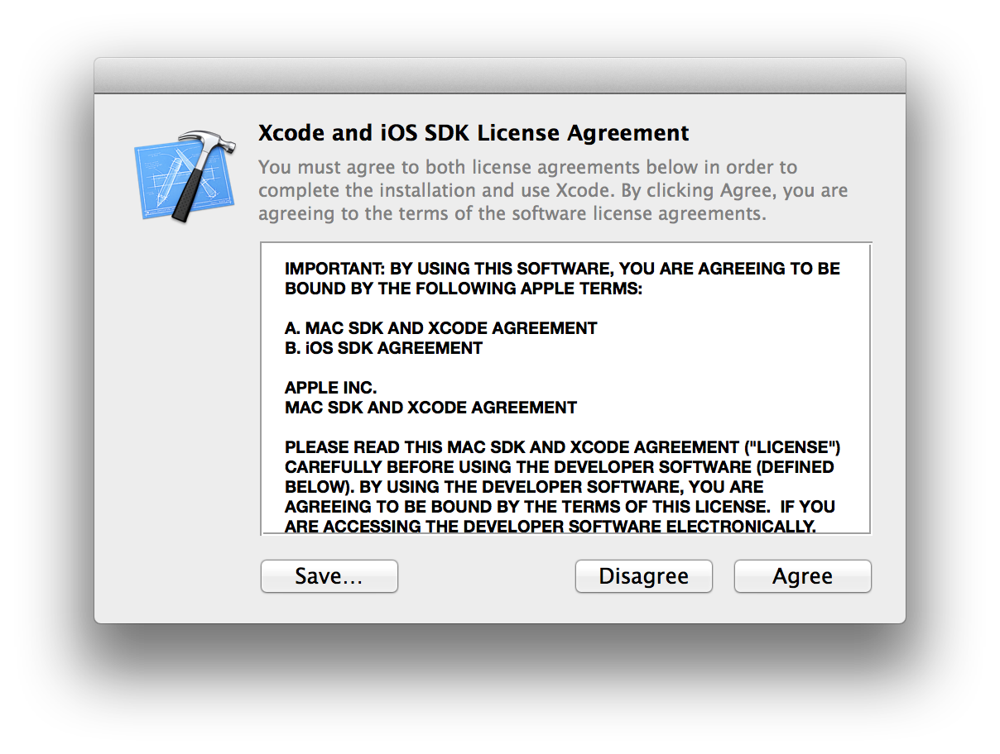 Xcode and iOS SDK License Agreement
You must agree to both license agreements below in order to
complete the installation and use Xcode. By clicking Agree, you are
agreeing to the terms of the software license agreements.
IMPORTANT: BY USING THIS SOFTWARE, YOU ARE AGREEING TO BE
BOUND BY THE FOLLOWING APPLE TERMS:
A. MAC SDK AND XCODE AGREEMENT
B. iOS SDK AGREEMENT
APPLE INC.
MAC SDK AND XCODE AGREEMENT
PLEASE READ THIS MAC SDK AND XCODE AGREEMENT ("LICENSE")
CAREFULLY BEFORE USING THE DEVELOPER SOFTWARE (DEFINED
BELOW). BY USING THE DEVELOPER SOFTWARE, YOU ARE
AGREEING TO BE BOUND BY THE TERMS OF THIS LICENSE.  IF YOU
ARE ACCESSING THE DEVELOPER SOFTWARE ELECTRONICALLY,
Save...
Disagree
Agree